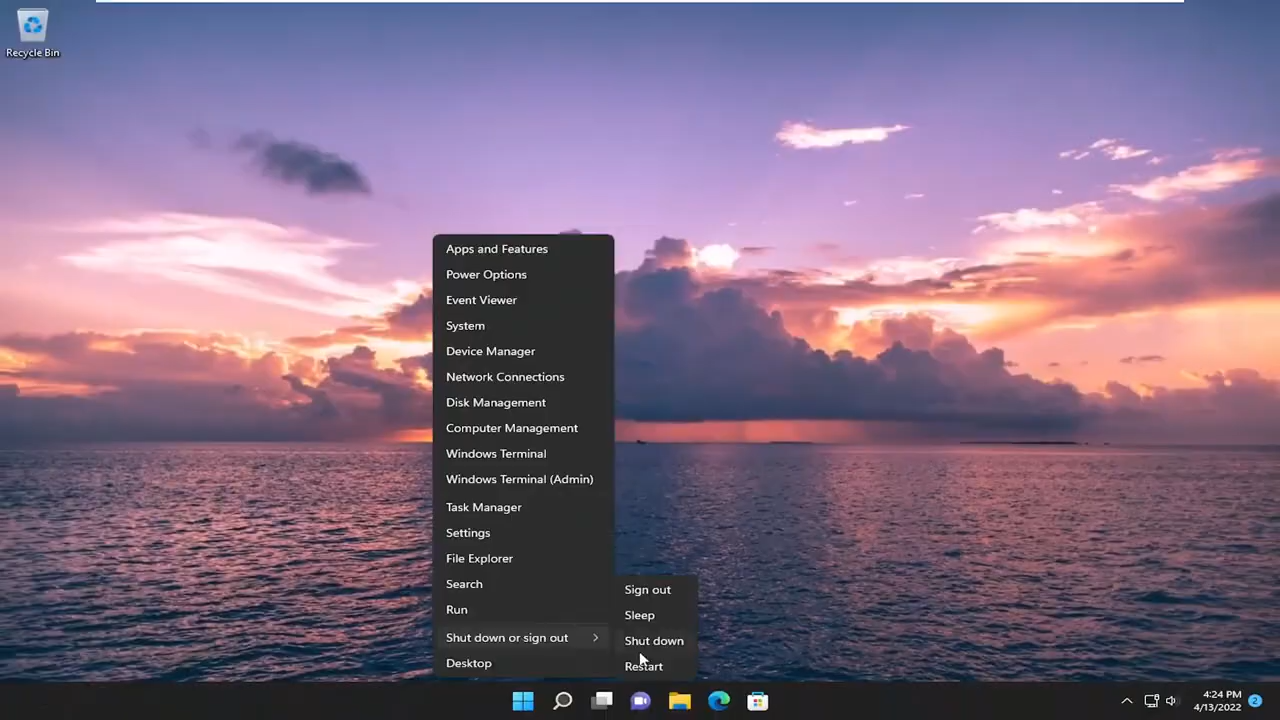 Recycle Bin
Apps and Features
Power Options
Event Viewer
System
Device Manager
Network Connections
Disk Management
Computer Management
Windows Terminal
Windows Terminal (Admin)
Task Manager
Settings
File Explorer
Search
Run
Shut down or sign out
Desktop
Sign out
Sleep
Shut down
Restart
4:24 PM
4/13/2022
2